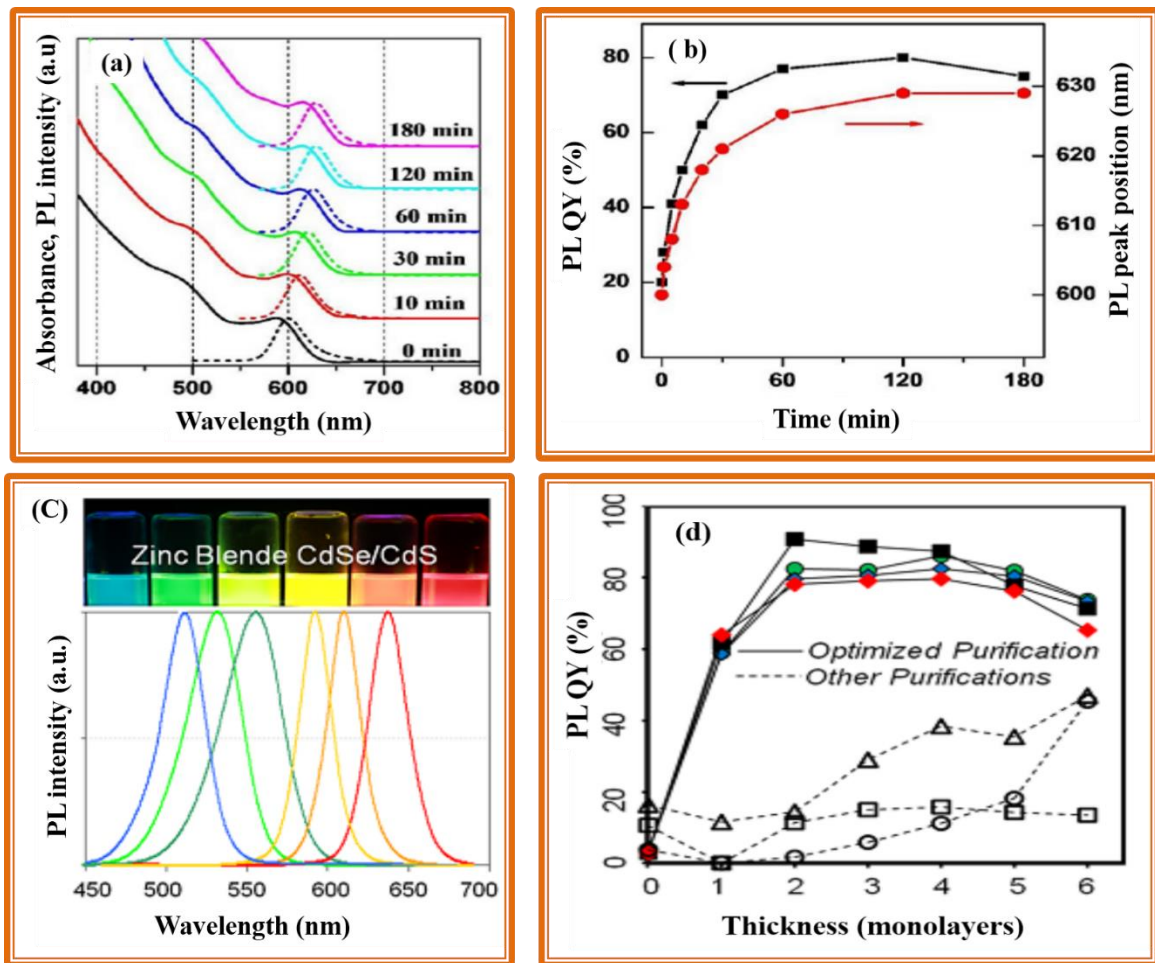 (a)
Absorbance, PL intensity (a.u)
180 min
120 min
60 min
30 min
10 min
0 min
400 500 600 700 800
Wavelength (nm)
( b )
PL QY (%)
80
60
40
20
0
630
620
610
600
PL peak position (nm)
0 60 120 180
Time (min)
(C)
Zinc Blende CdSe/CdS
PL intensity (a.u.)
450 500 550 600 650 700
Wavelength (nm)
(d)
PL QY (%)
100
80
60
40
20
0
Optimized Purification
Other Purifications
0 1 2 3 4 5 6
Thickness (monolayers)